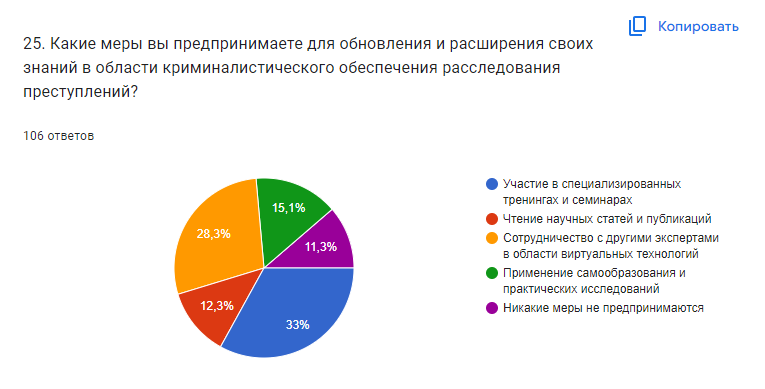 Копировать
25. Какие меры вы предпринимаете для обновления и расширения своих
знаний в области криминалистического обеспечения расследования
преступлений?
106 ответов
15,1%
28,3%
11,3%
12,3%
33%
Участие в специализированных
тренингах и семинарах
Чтение научных статей и публикаций
Сотрудничество с другими экспертами
в области виртуальных технологий
Применение самообразования и
практических исследований
Никакие меры не предпринимаются